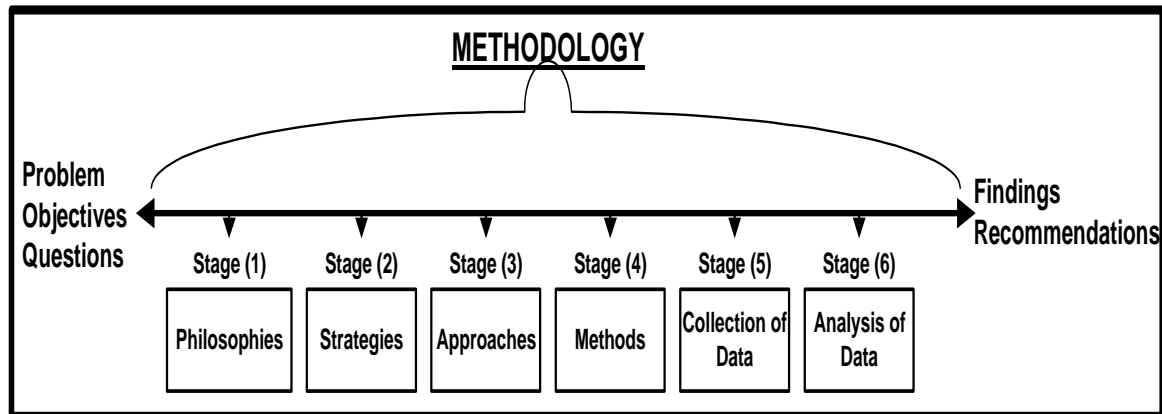 METHODOLOGY
Problem
Objectives
Questions
Findings
Recommendations
Stage (1)
Stage (2)
Stage (3)
Stage (4)
Stage (5)
Stage (6)
Philosophies
Strategies
Approaches
Methods
Collection of
Data
Analysis of
Data